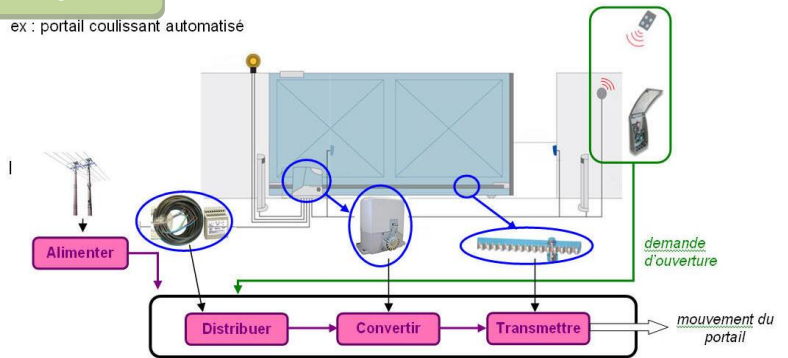 ex : portail coulissant automatisé
l
Alimenter
demande
d'ouverture
Distribuer
Convertir
Transmettre
mouvement du
portail